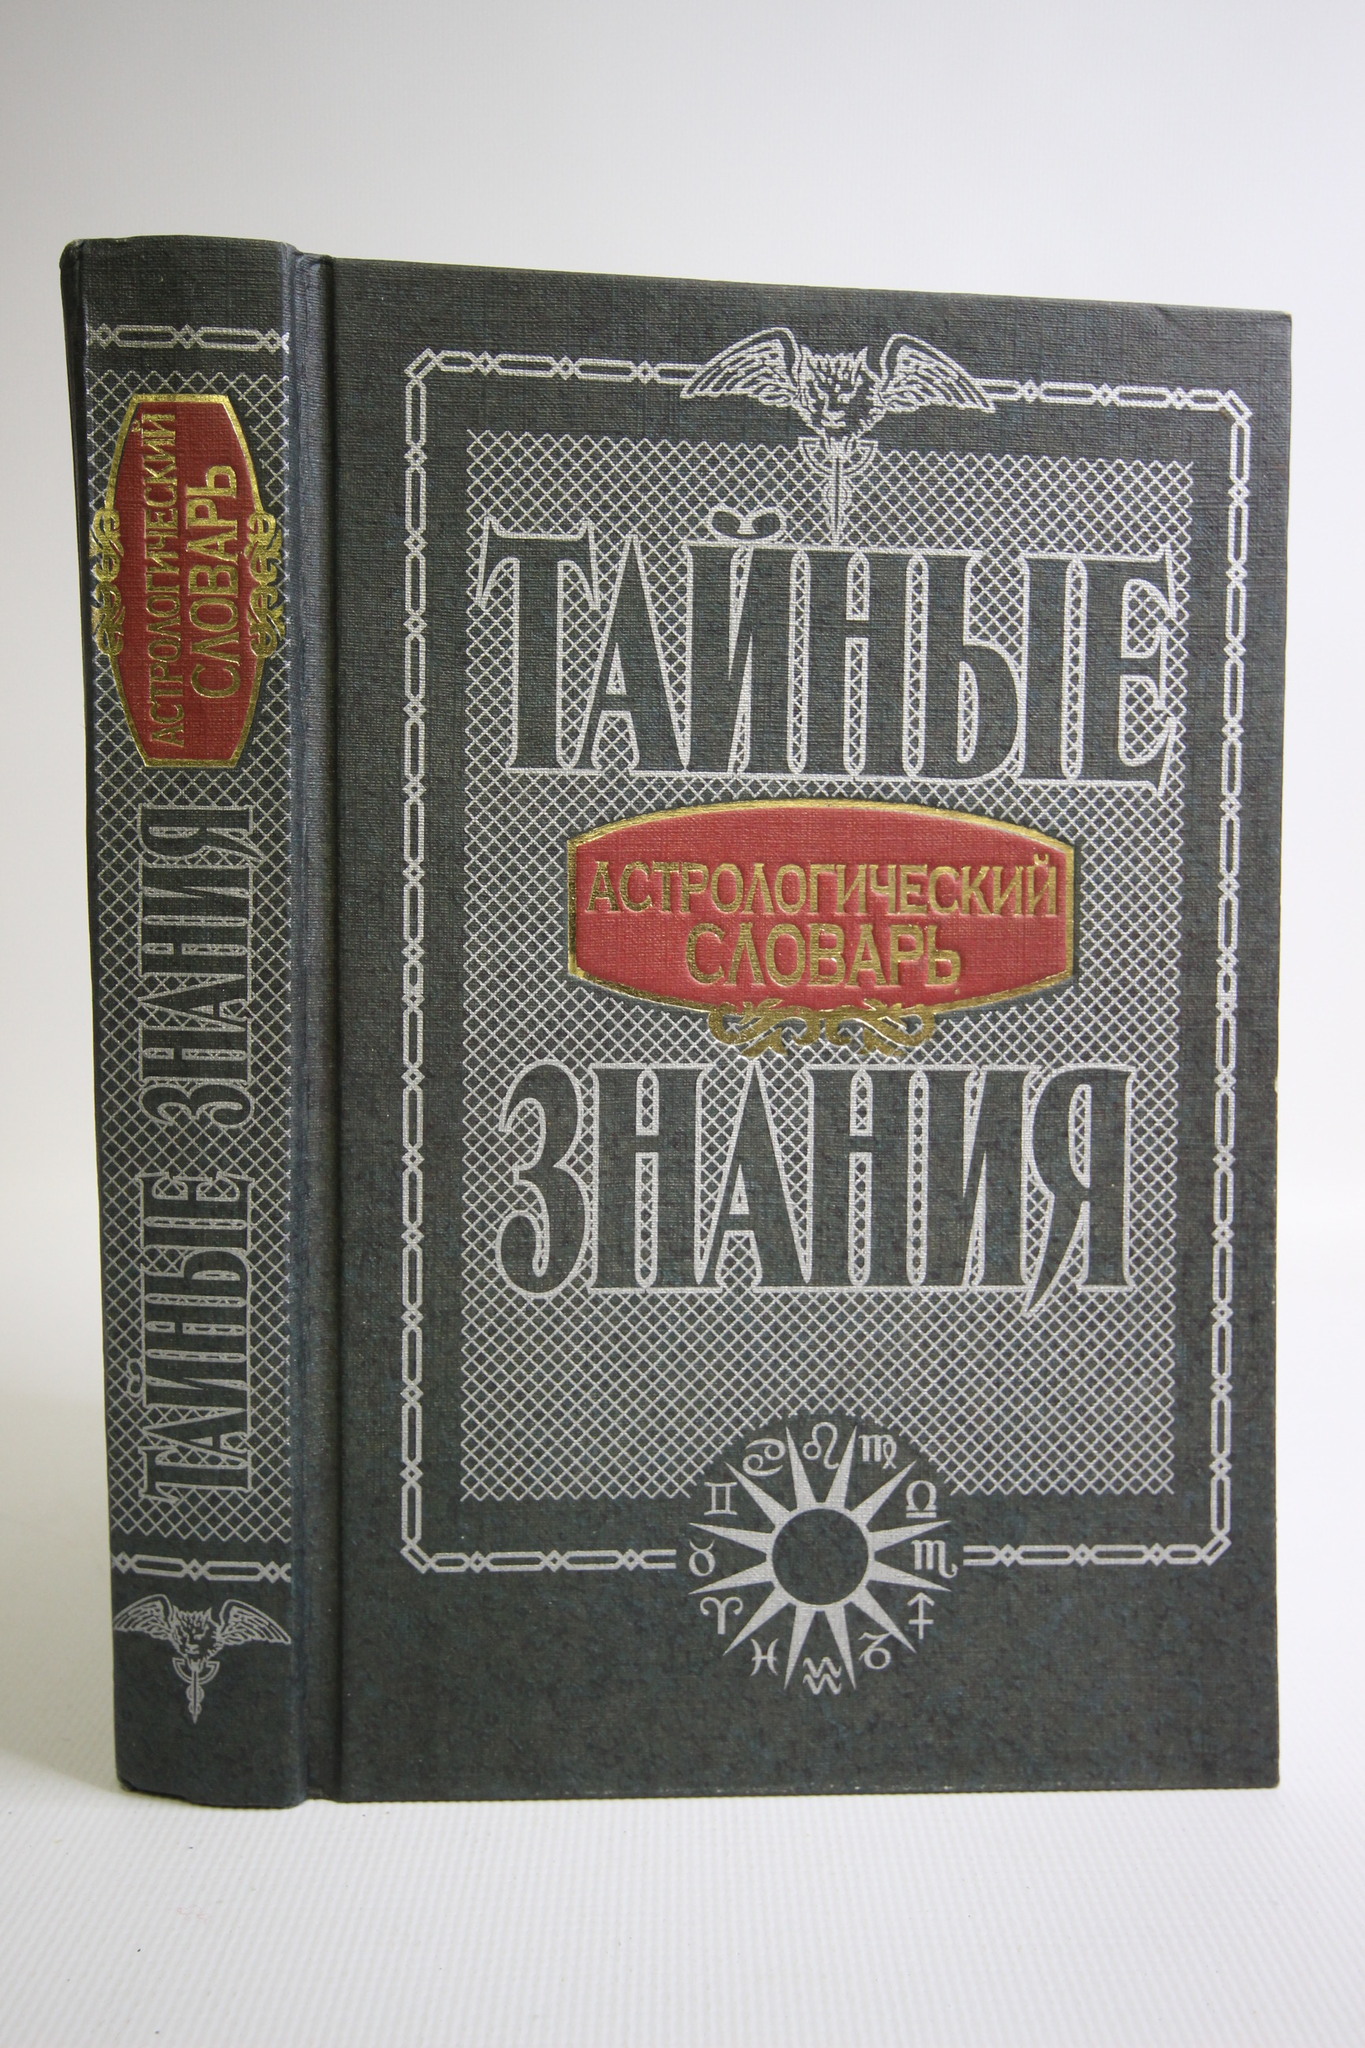 АСТРОЛОГИЧЕСКИЙ
СЛОВАРЬ
ТАЙНЫЕ ЗНАНИЯ
ТАЙНЫЕ
АСТРОЛОГИЧЕСКИЙ
СЛОВАРЬ
ЗНАНИЯ
♋ ♌ ♍
♊ ♎
♉ ♏
♈ ♐
♓ ♒ ♑